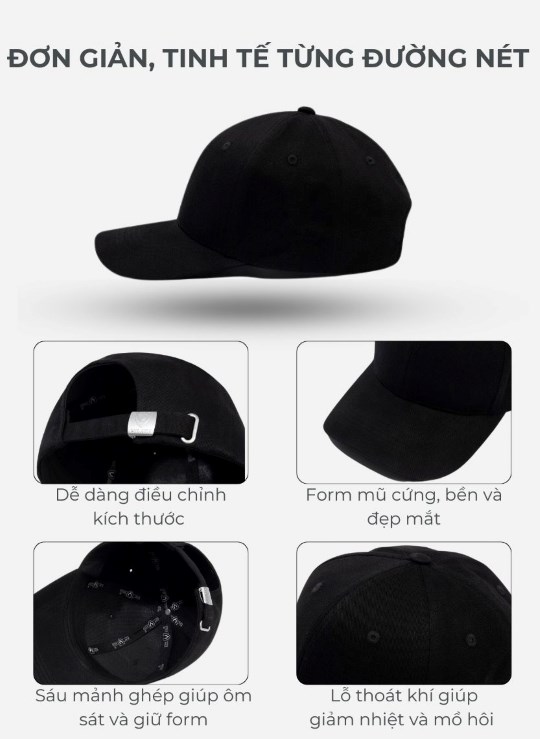 ĐƠN GIẢN, TINH TẾ TỪNG ĐƯỜNG NÉT
Dễ dàng điều chỉnh
kích thước
Form mũ cứng, bền và
đẹp mắt
Sáu mảnh ghép giúp ôm
sát và giữ form
Lỗ thoát khí giúp
giảm nhiệt và mồ hôi